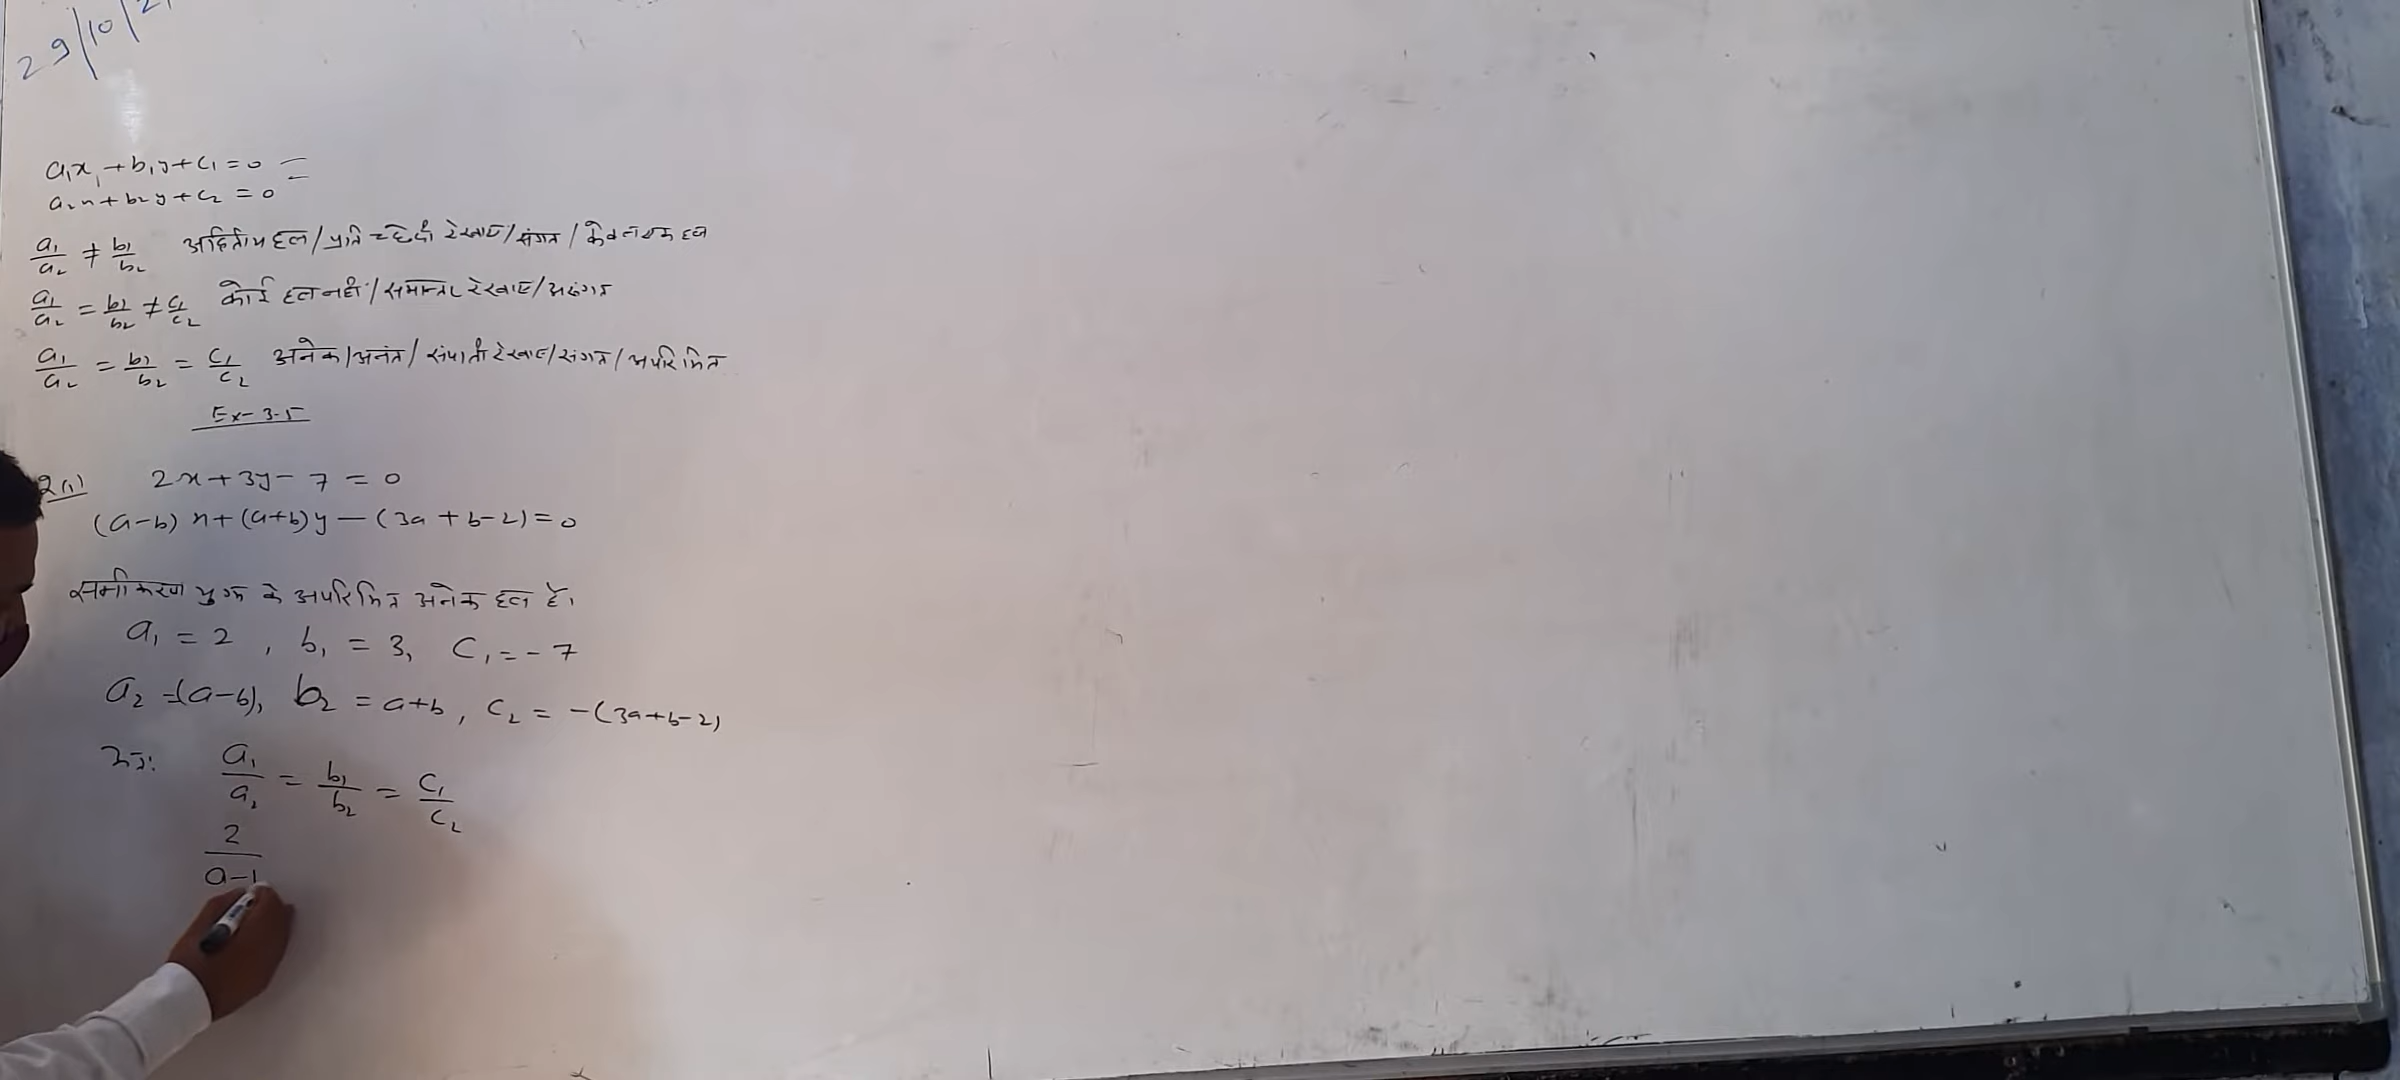 29/10/21
a₁x₁+b₁y+c₁=0
a₂x+b₂y+c₂=0
a₁/a₂ ≠ b₁/b₂ अद्वितीय हल/प्रतिच्छेदी रेखाएं/संगत/केवल एक हल
a₁/a₂ = b₁/b₂ ≠ c₁/c₂ कोई हल नहीं/समान्तर रेखाएं/असंगत
a₁/a₂ = b₁/b₂ = c₁/c₂ अनेक/अनंत/संपाती रेखाएं/संगत/अपरिमित
Ex-3.5
2(1) 2x+3y-7=0
(a-b)x+(a+b)y-(3a+b-2)=0
समीकरण युग्म के अपरिमित अनेक हल है।
a₁=2, b₁=3, c₁=-7
a₂=(a-b), b₂=a+b, c₂=-(3a+b-2)
अतः a₁/a₂ = b₁/b₂ = c₁/c₂
2/a-